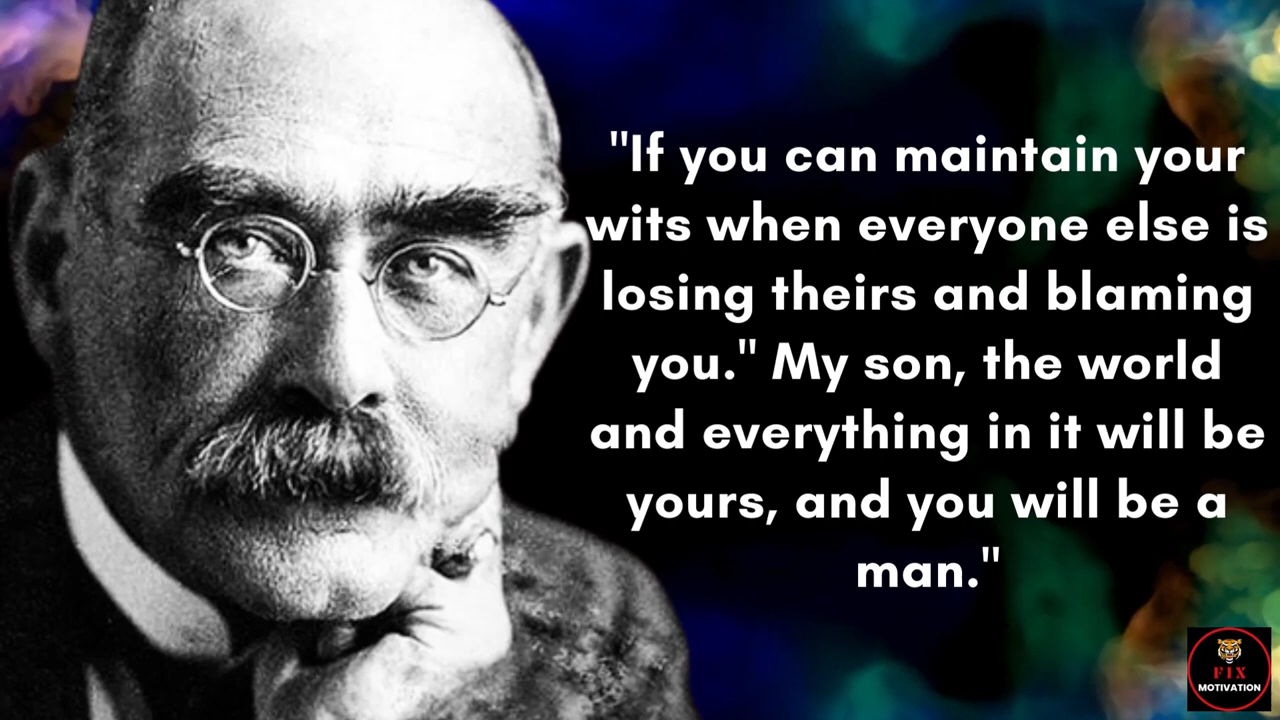 "If you can maintain your
wits when everyone else is
losing theirs and blaming
you." My son, the world
and everything in it will be
yours, and you will be a
man."
FIX
MOTIVATION